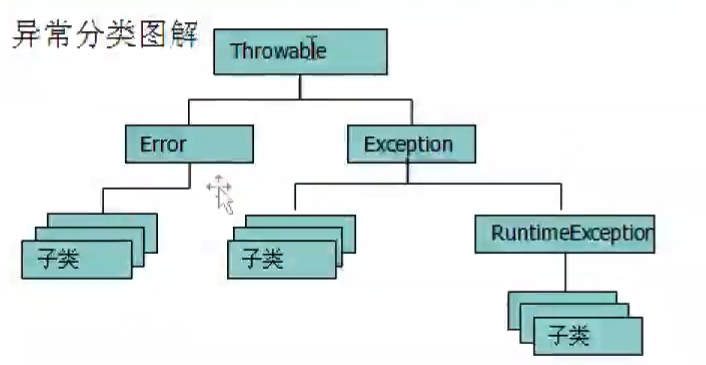 异常分类图解
Throwable
Error
Exception
子类
子类
RuntimeException
子类